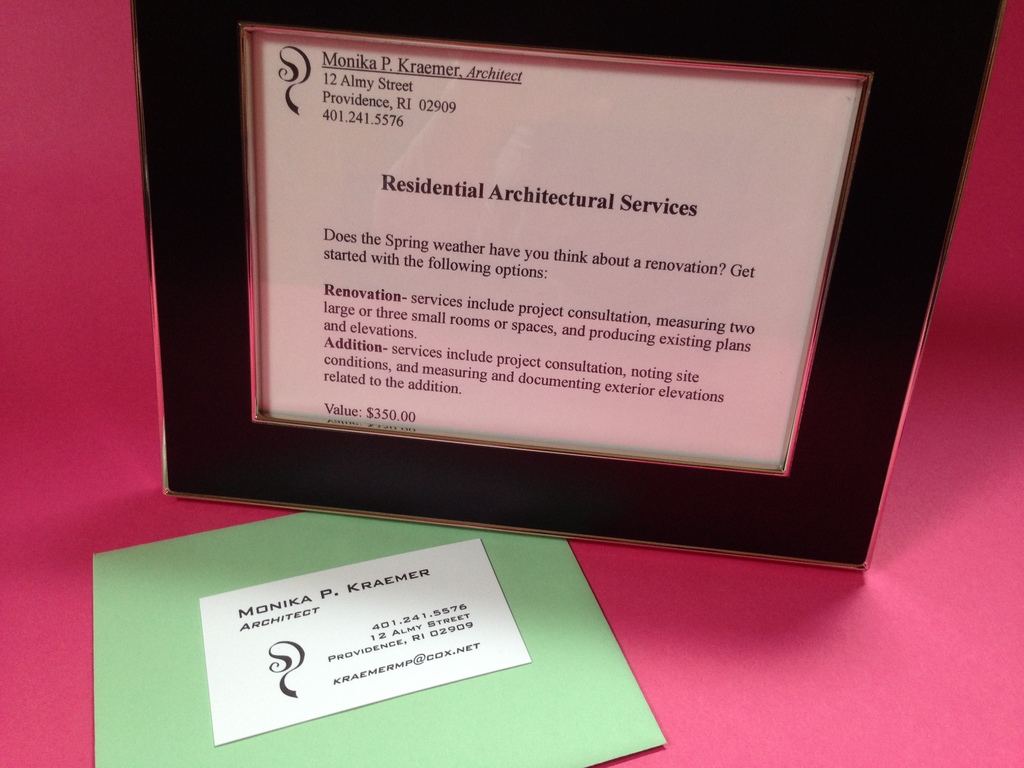 Monika P. Kraemer, Architect
12 Almy Street
Providence, RI 02909
401.241.5576
Residential Architectural Services
Does the Spring weather have you think about a renovation? Get
started with the following options:
Renovation- services include project consultation, measuring two
large or three small rooms or spaces, and producing existing plans
and elevations.
Addition- services include project consultation, noting site
conditions, and measuring and documenting exterior elevations
related to the addition.
Value: $350.00
MONIKA P. KRAEMER
ARCHITECT
401.241.5576
12 ALMY STREET
PROVIDENCE, RI 02909
KRAEMERMP@COX.NET